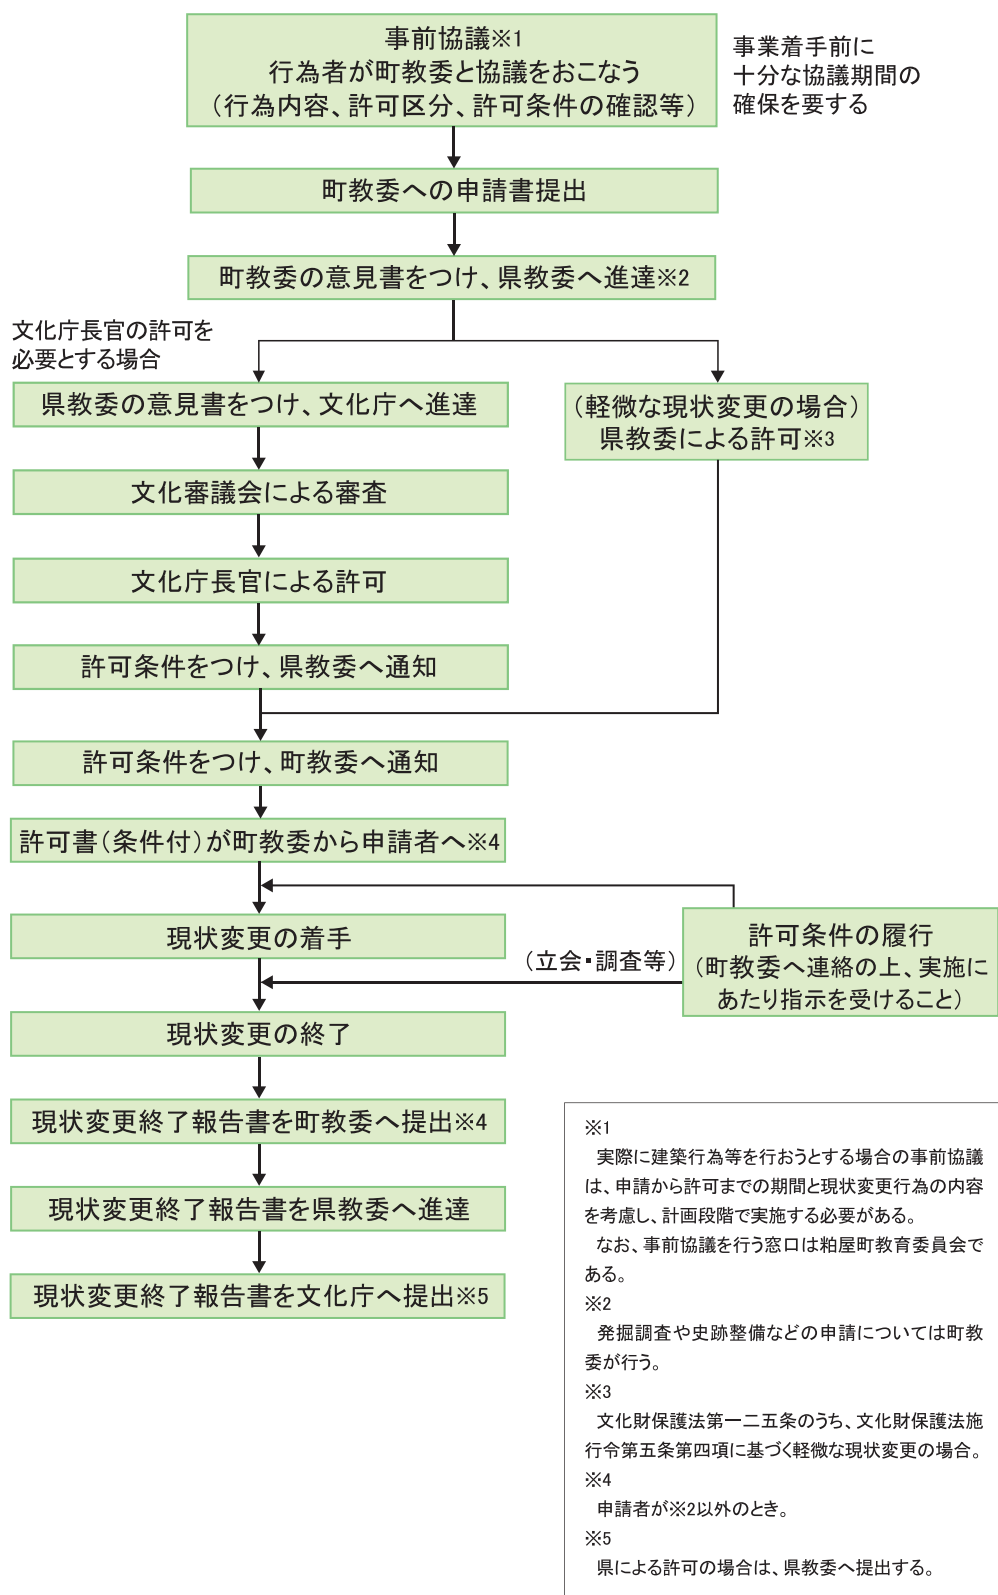 事前協議※1
行為者が町教委と協議をおこなう
（行為内容、許可区分、許可条件の確認等）
事業着手前に
十分な協議期間の
確保を要する
町教委への申請書提出
町教委の意見書をつけ、県教委へ進達※2
文化庁長官の許可を
必要とする場合
県教委の意見書をつけ、文化庁へ進達
（軽微な現状変更の場合）
県教委による許可※3
文化審議会による審査
文化庁長官による許可
許可条件をつけ、県教委へ通知
許可条件をつけ、町教委へ通知
許可書（条件付）が町教委から申請者へ※4
現状変更の着手
許可条件の履行
（町教委へ連絡の上、実施に
あたり指示を受けること）
（立会・調査等）
現状変更の終了
現状変更終了報告書を町教委へ提出※4
現状変更終了報告書を県教委へ進達
現状変更終了報告書を文化庁へ提出※5
※1
実際に建築行為等を行おうとする場合の事前協議
は、申請から許可までの期間と現状変更行為の内容
を考慮し、計画段階で実施する必要がある。
なお、事前協議を行う窓口は粕屋町教育委員会で
ある。
※2
発掘調査や史跡整備などの申請については町教
委が行う。
※3
文化財保護法第一二五条のうち、文化財保護法施
行令第五条第四項に基づく軽微な現状変更の場合。
※4
申請者が※2以外のとき。
※5
県による許可の場合は、県教委へ提出する。